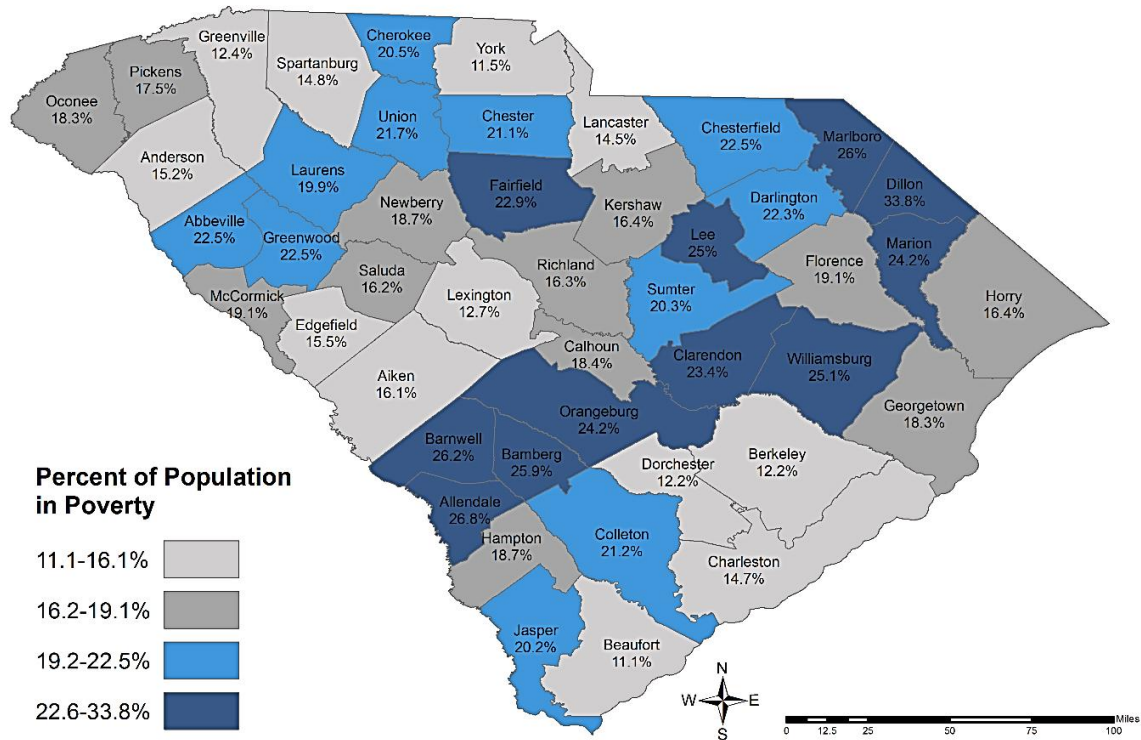 Greenville
12.4%
Cherokee
20.5%
York
11.5%
Spartanburg
14.8%
Pickens
17.5%
Oconee
18.3%
Union
21.7%
Chester
21.1%
Lancaster
14.5%
Chesterfield
22.5%
Marlboro
26%
Anderson
15.2%
Laurens
19.9%
Fairfield
22.9%
Dillon
33.8%
Newberry
18.7%
Kershaw
16.4%
Darlington
22.3%
Abbeville
22.5%
Greenwood
22.5%
Lee
25%
Marion
24.2%
Saluda
16.2%
Richland
16.3%
Florence
19.1%
McCormick
19.1%
Lexington
12.7%
Sumter
20.3%
Horry
16.4%
Edgefield
15.5%
Calhoun
18.4%
Clarendon
23.4%
Williamsburg
25.1%
Aiken
16.1%
Georgetown
18.3%
Orangeburg
24.2%
Barnwell
26.2%
Bamberg
25.9%
Dorchester
12.2%
Berkeley
12.2%
Allendale
26.8%
Hampton
18.7%
Colleton
21.2%
Charleston
14.7%
Jasper
20.2%
Beaufort
11.1%
Percent of Population
in Poverty
11.1-16.1%
16.2-19.1%
19.2-22.5%
22.6-33.8%
N
W E
S
Miles
0 12.5 25 50 75 100